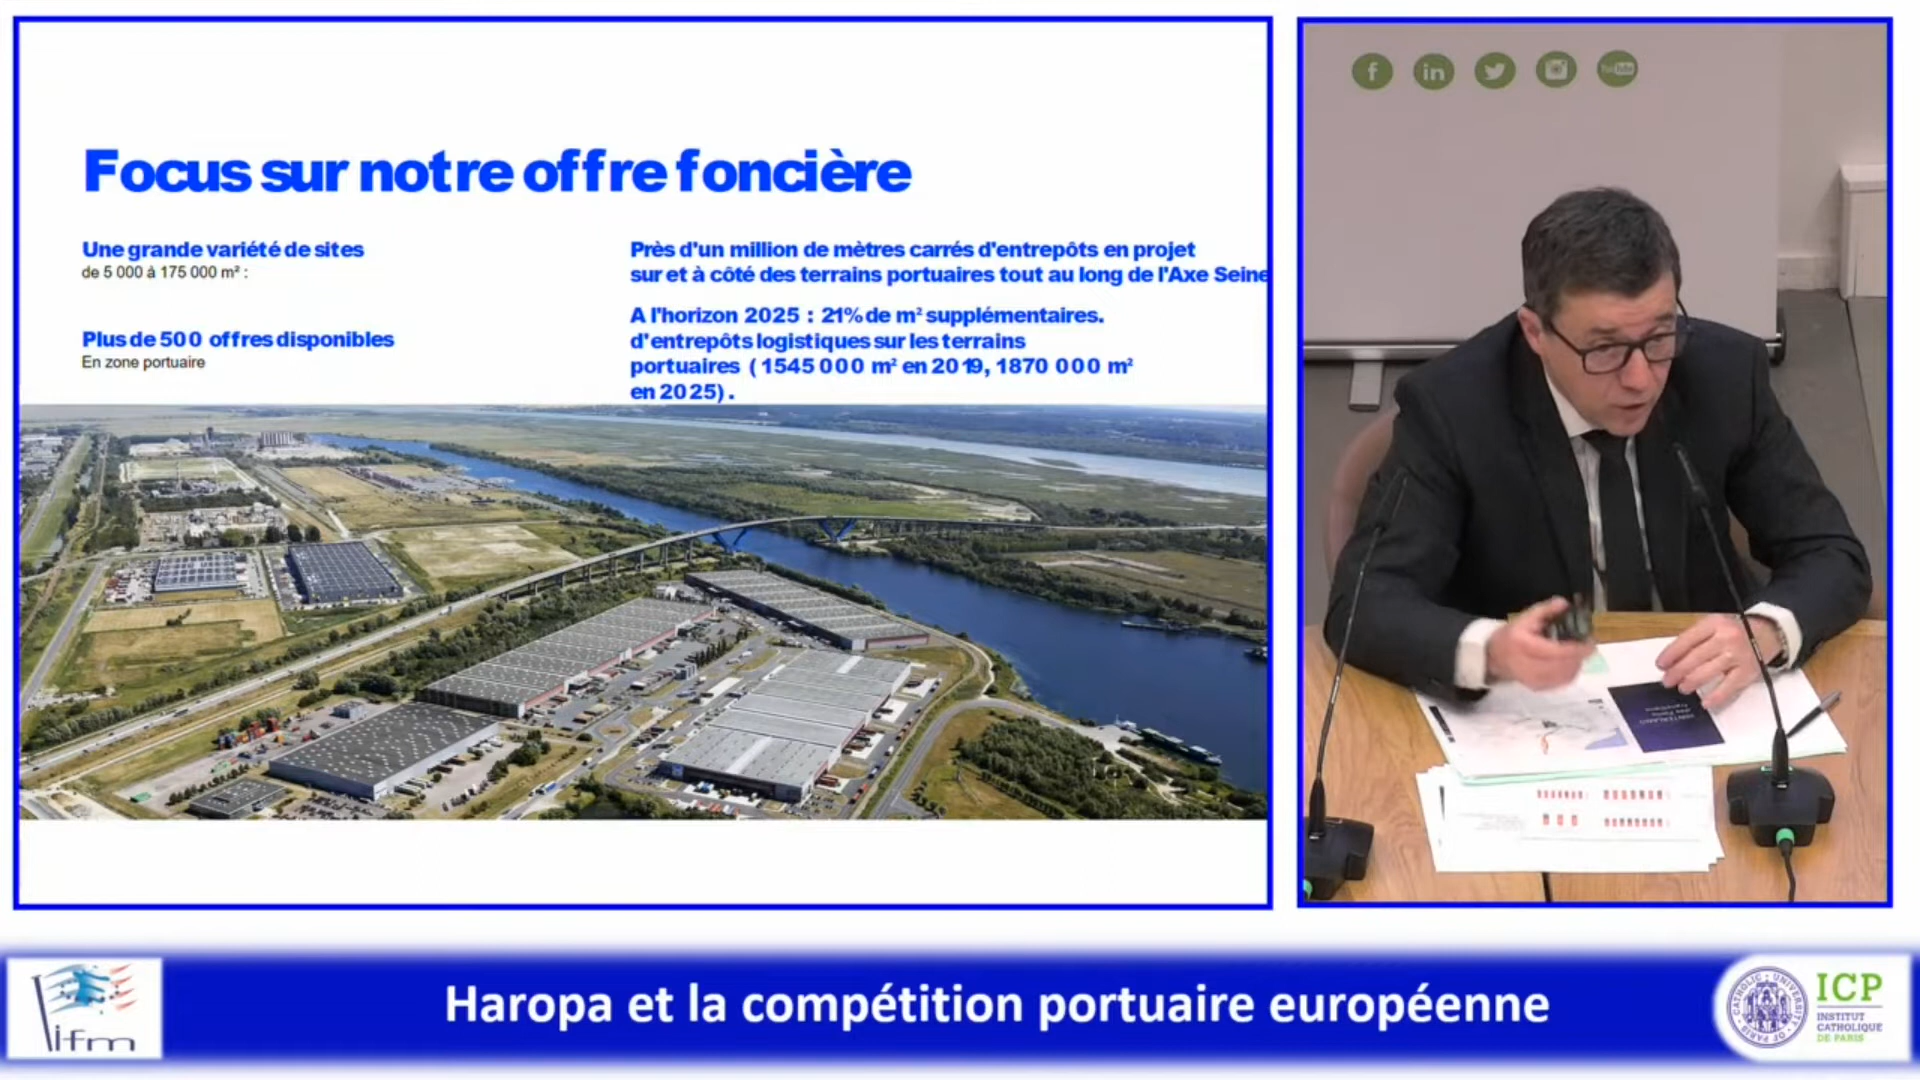 Focus sur notre offre foncière
Une grande variété de sites
de 5 000 à 175 000 m² :
Plus de 500 offres disponibles
En zone portuaire
Près d'un million de mètres carrés d'entrepôts en projet
sur et à côté des terrains portuaires tout au long de l'Axe Seine
A l'horizon 2025 : 21% de m² supplémentaires.
d'entrepôts logistiques sur les terrains
portuaires ( 1545 000 m² en 2019, 1870 000 m²
en 2025) .
f
in
Haropa et la compétition portuaire européenne
ifm
ICP
INSTITUT
CATHOLIQUE
DE PARIS